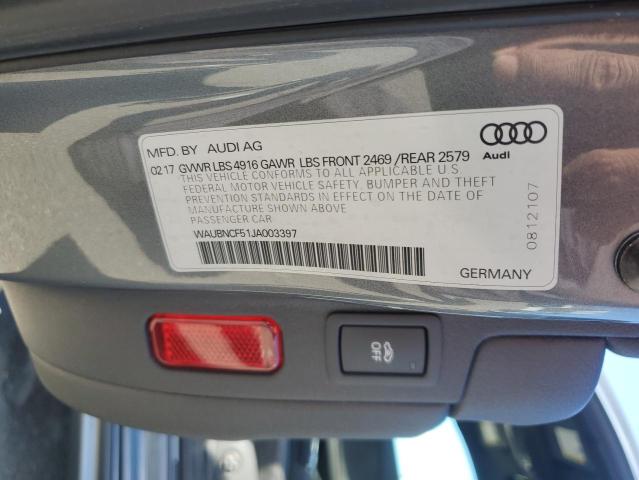 MFD. BY AUDI AG
02.17 GVWR LBS 4916 GAWR LBS FRONT 2469 / REAR 2579
THIS VEHICLE CONFORMS TO ALL APPLICABLE U.S.
FEDERAL MOTOR VEHICLE SAFETY, BUMPER AND THEFT
PREVENTION STANDARDS IN EFFECT ON THE DATE OF
MANUFACTURE SHOWN ABOVE
PASSENGER CAR
WAUBNCF51JA003397
Audi
0812107
GERMANY
OFF